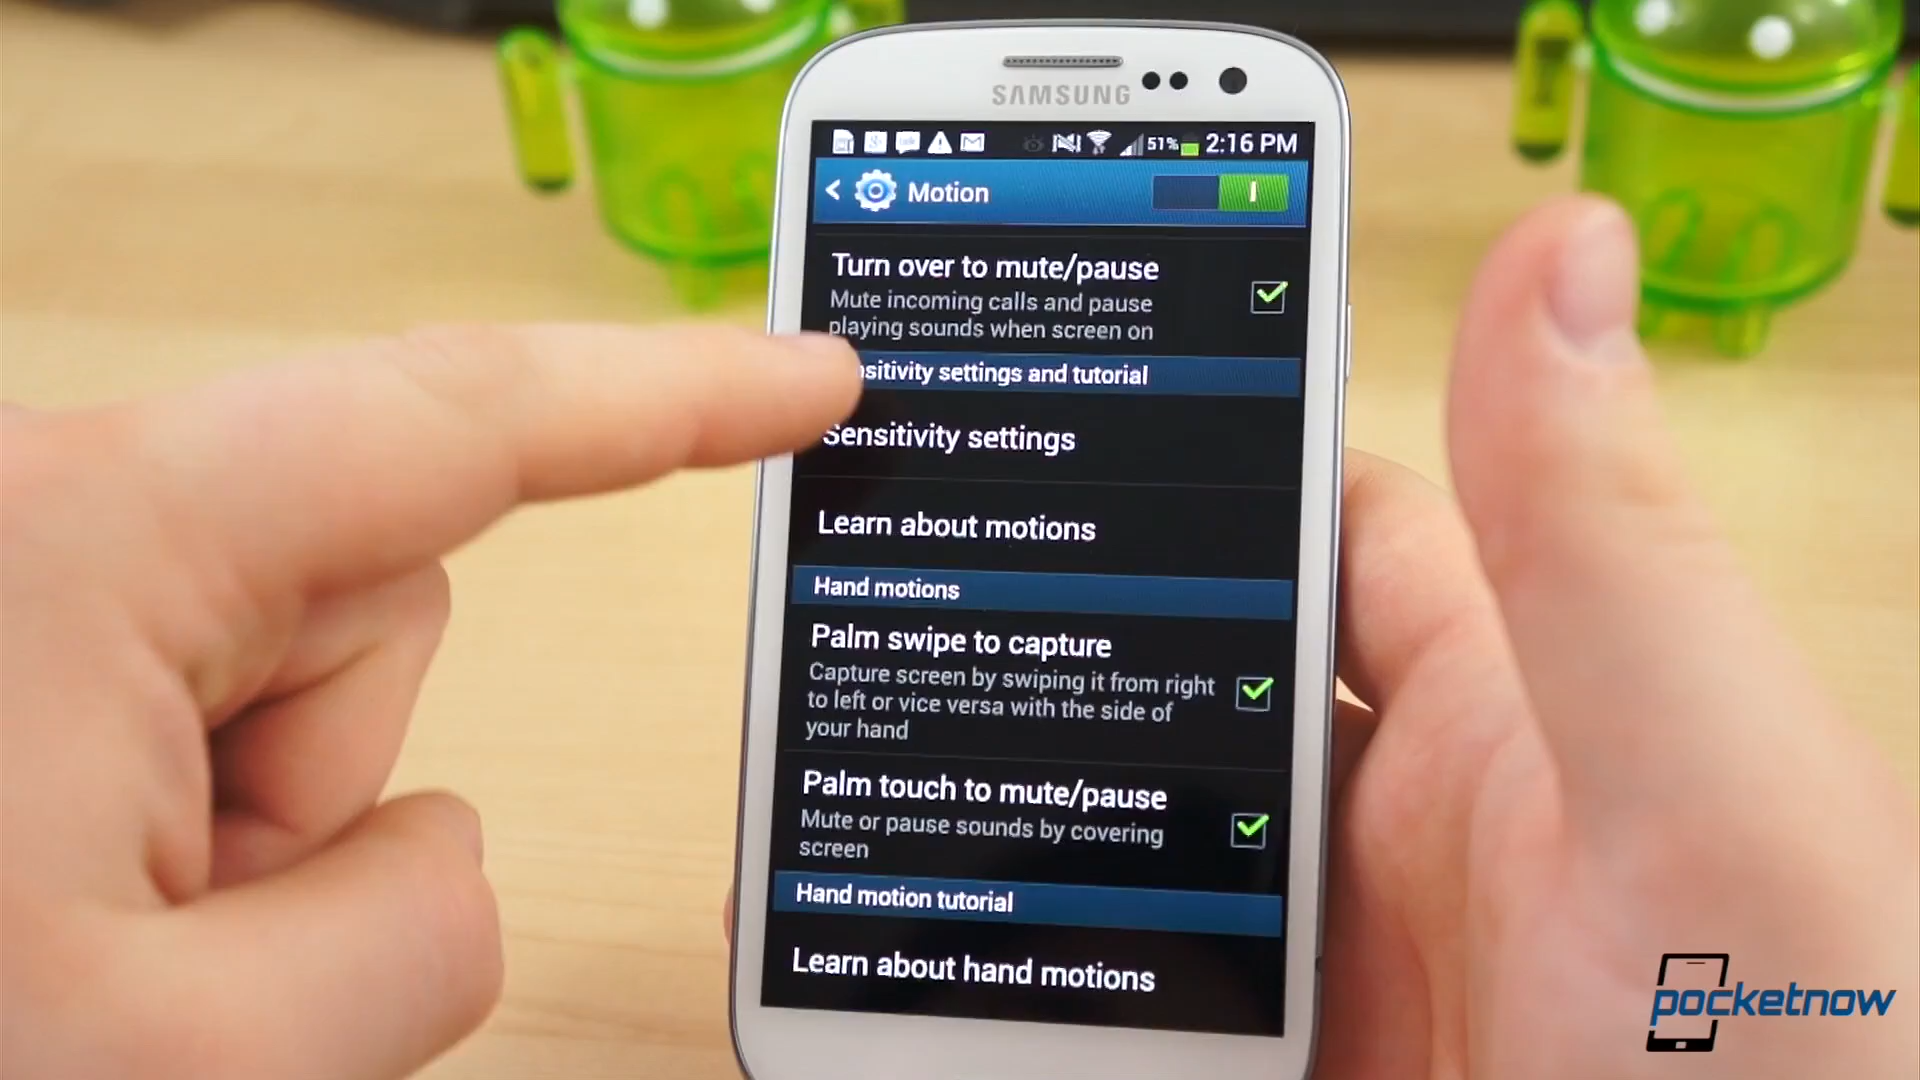 SAMSUNG
51% 2:16 PM
Motion
Turn over to mute/pause
Mute incoming calls and pause
playing sounds when screen on
settings and tutorial
Sensitivity settings
Learn about motions
Hand motions
Palm swipe to capture
Capture screen by swiping it from right
to left or vice versa with the side of
your hand
Palm touch to mute/pause
Mute or pause sounds by covering
screen
Hand motion tutorial
Learn about hand motions
pocketnow